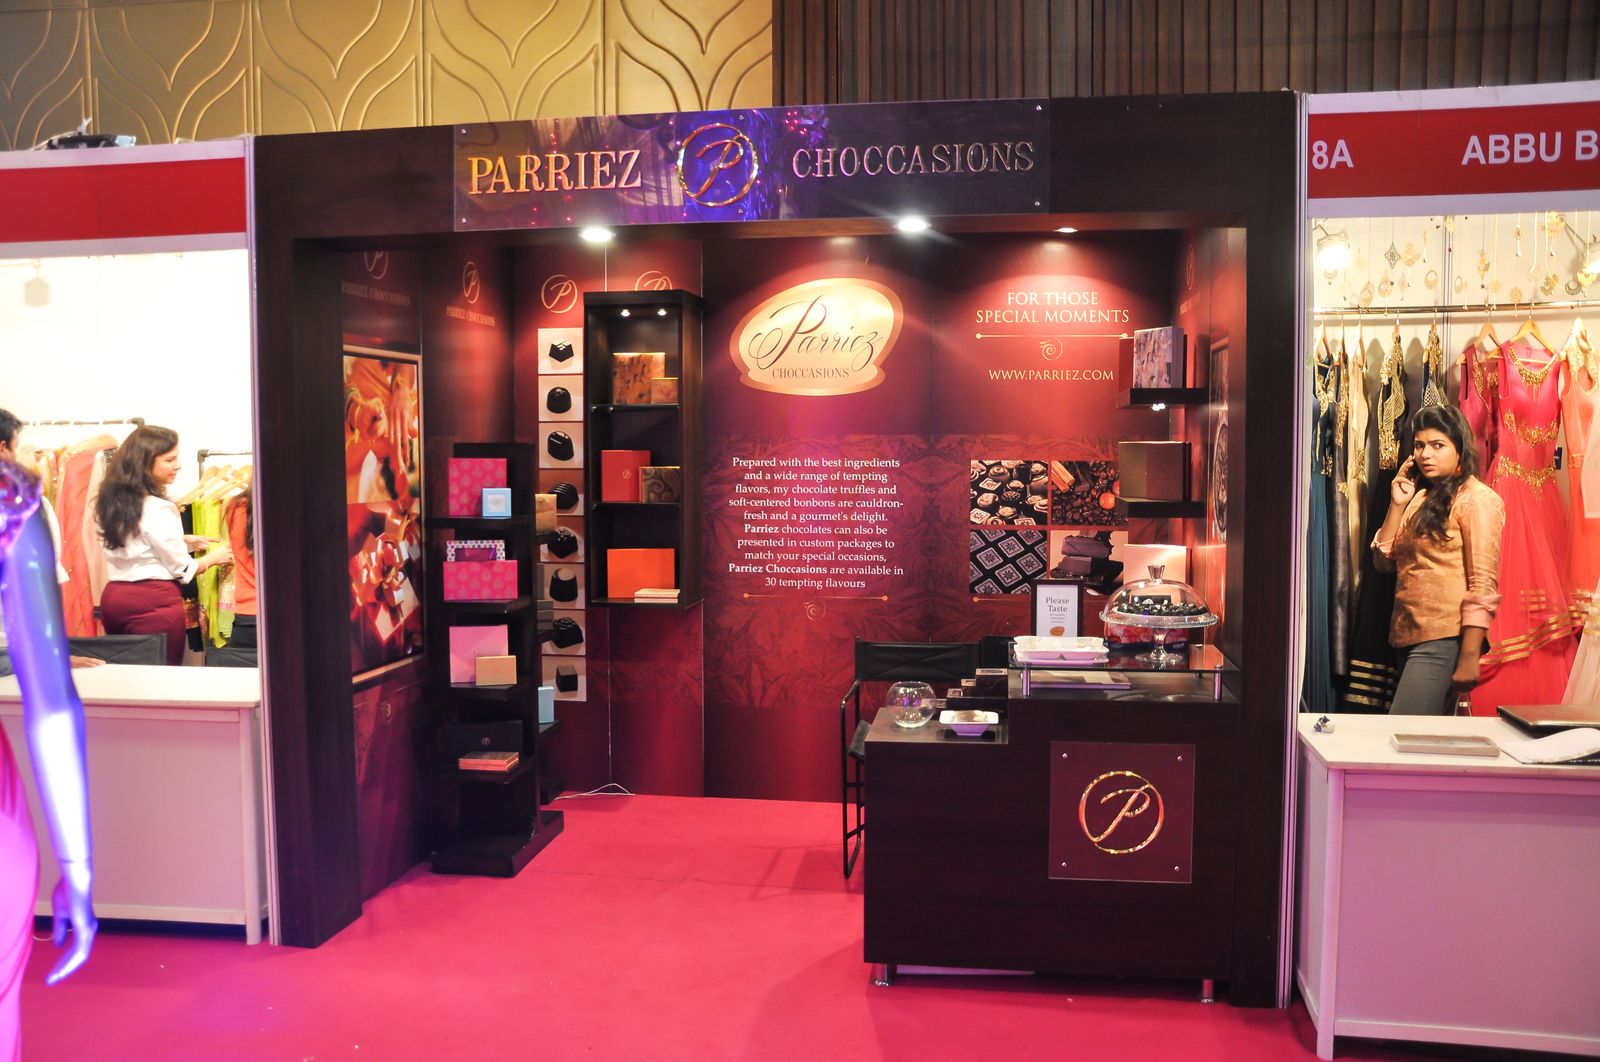 PARRIEZ P CHOCCASIONS
8A ABBU B
PARRIEZ CHOCCASIONS
PARRIEZ CHOCCASIONS
Parriez
CHOCCASIONS
FOR THOSE
SPECIAL MOMENTS
WWW.PARRIEZ.COM
Prepared with the best ingredients
and a wide range of tempting
flavors, my chocolate truffles and
soft-centered bonbons are cauldron-
fresh and a gourmet's delight.
Parriez chocolates can also be
presented in custom packages to
match your special occasions,
Parriez Choccasions are available in
30 tempting flavours
Please
Taste
P